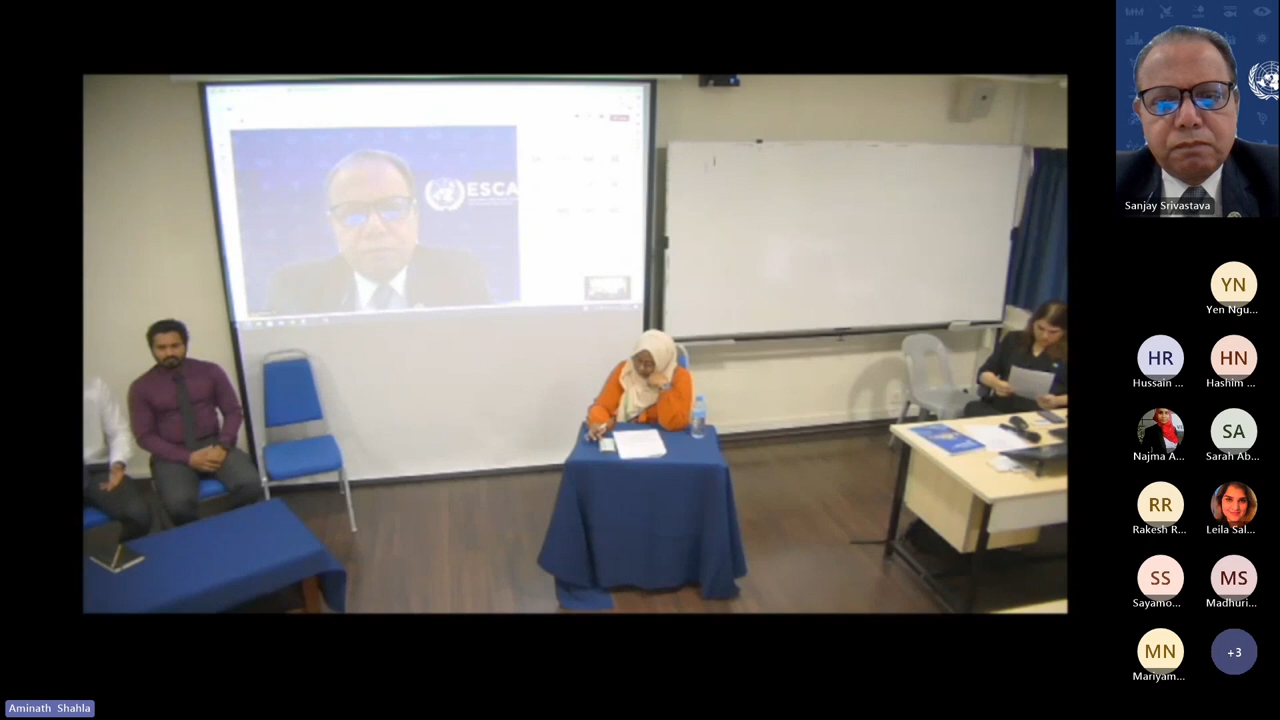 ESCA
Sanjay Srivastava
YN
Yen Ngu...
HR
HN
Hussain ...
Hashim ...
SA
Najma A...
Sarah Ab...
RR
Rakesh R...
Leila Sal...
SS
MS
Sayamo...
Madhuri...
MN
+3
Mariyam...
Aminath Shahla